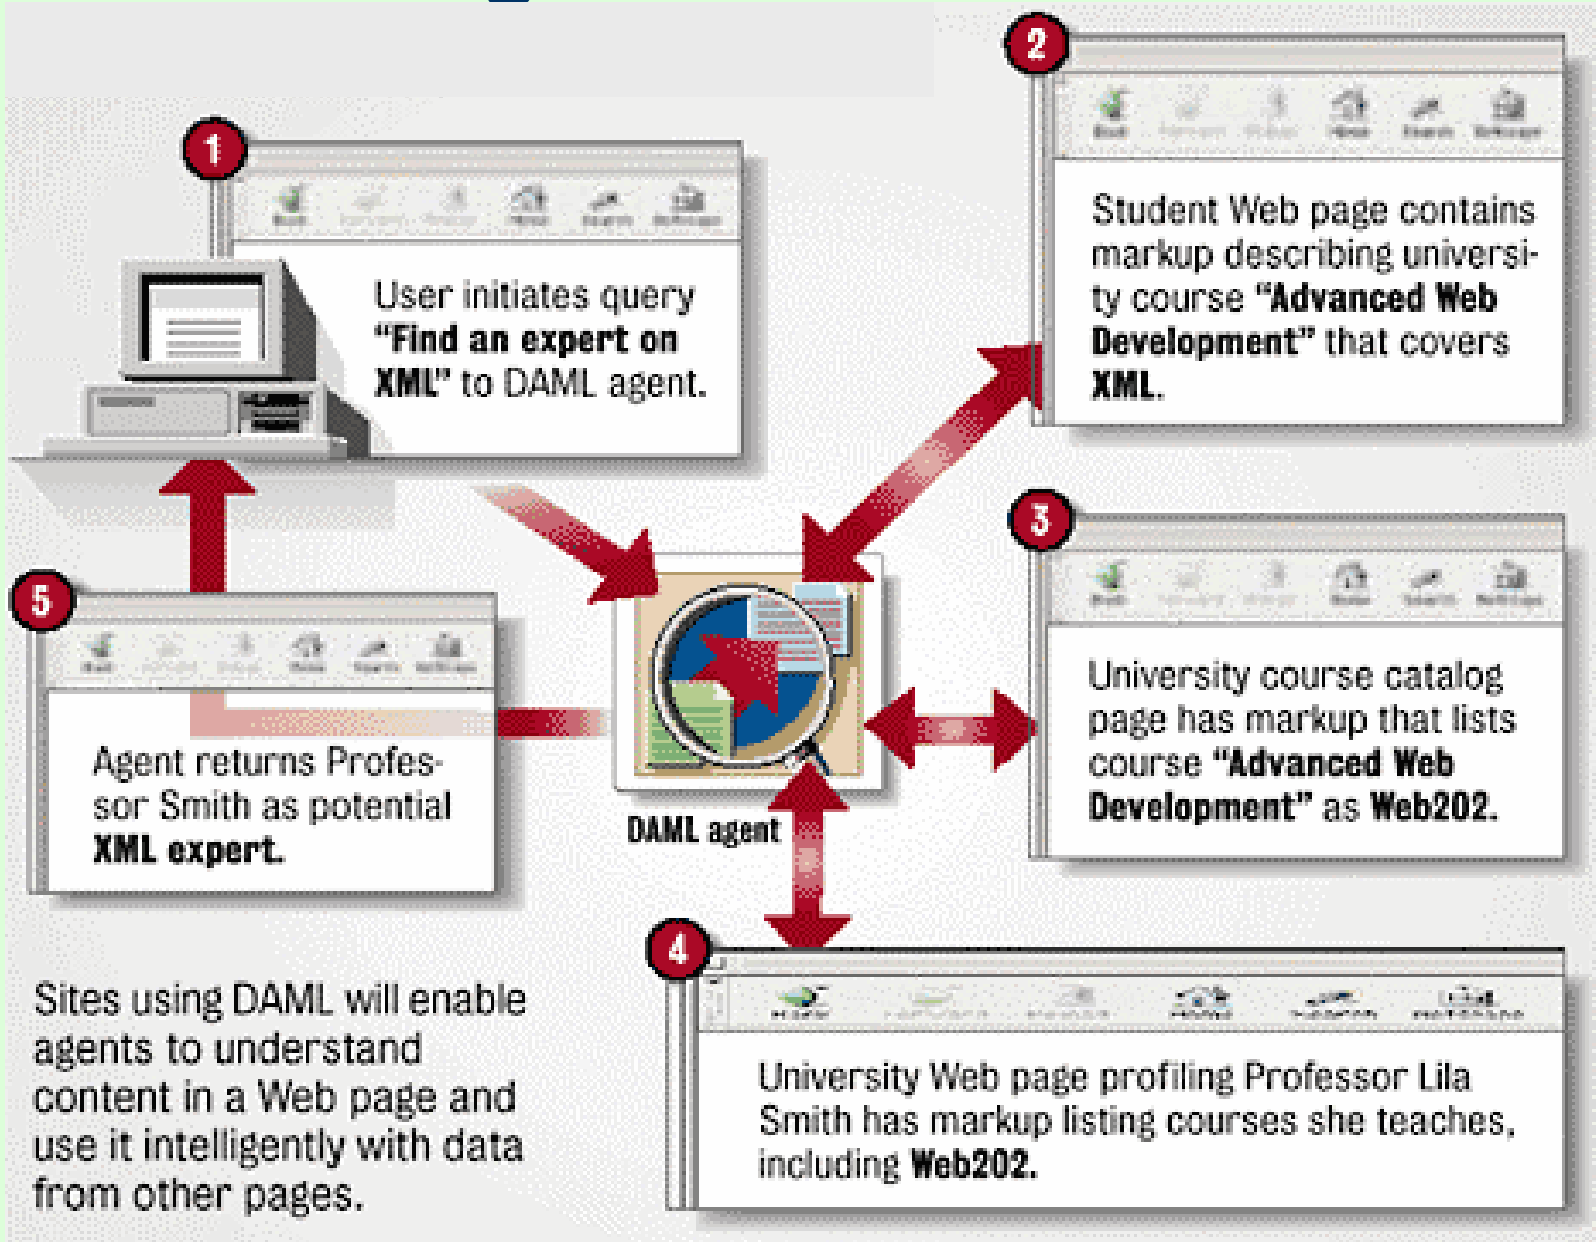 1
User initiates query
“Find an expert on
XML” to DAML agent.
2
Student Web page contains
markup describing universi-
ty course “Advanced Web
Development” that covers
XML.
3
University course catalog
page has markup that lists
course “Advanced Web
Development” as Web202.
4
University Web page profiling Professor Lila
Smith has markup listing courses she teaches,
including Web202.
5
Agent returns Profes-
sor Smith as potential
XML expert.
DAML agent
Sites using DAML will enable
agents to understand
content in a Web page and
use it intelligently with data
from other pages.